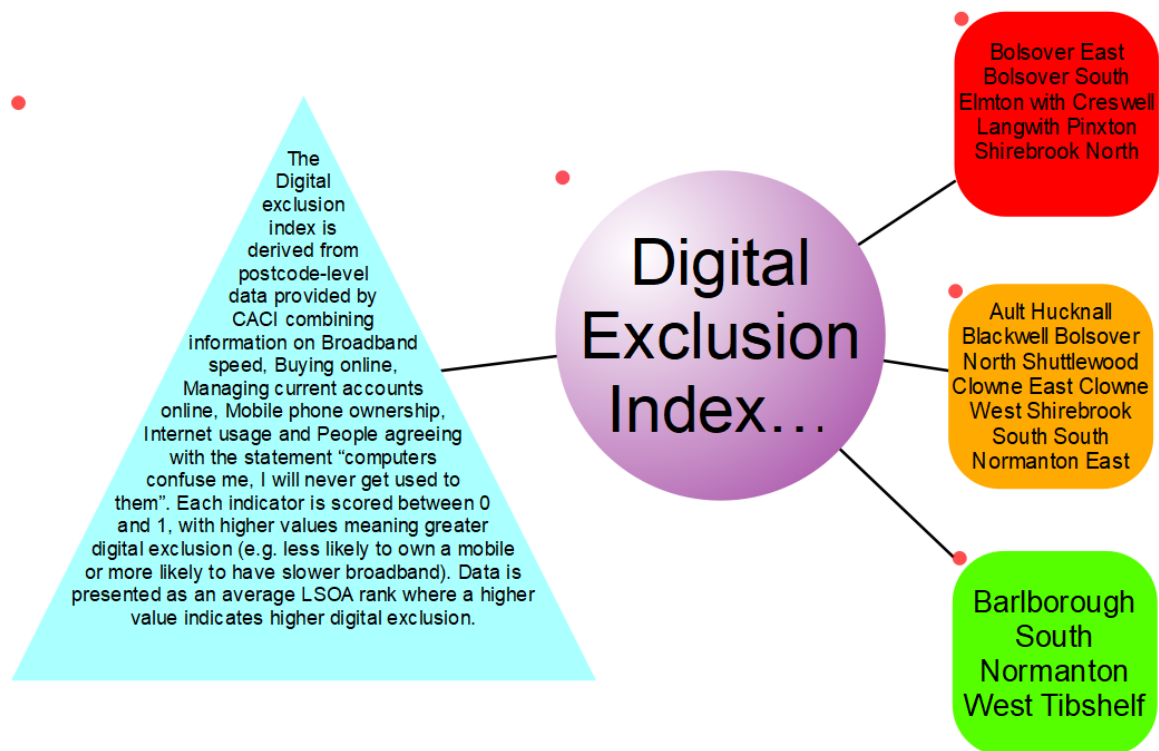 The
Digital
exclusion
index is
derived from
postcode-level
data provided by
CACI combining
information on Broadband
speed, Buying online,
Managing current accounts
online, Mobile phone ownership,
Internet usage and People agreeing
with the statement “computers
confuse me, I will never get used to
them”. Each indicator is scored between 0
and 1, with higher values meaning greater
digital exclusion (e.g. less likely to own a mobile
or more likely to have slower broadband). Data is
presented as an average LSOA rank where a higher
value indicates higher digital exclusion.
Digital
Exclusion
Index…
Bolsover East
Bolsover South
Elmton with Creswell
Langwith Pinxton
Shirebrook North
Ault Hucknall
Blackwell Bolsover
North Shuttlewood
Clowne East Clowne
West Shirebrook
South South
Normanton East
Barlborough
South
Normanton
West Tibshelf